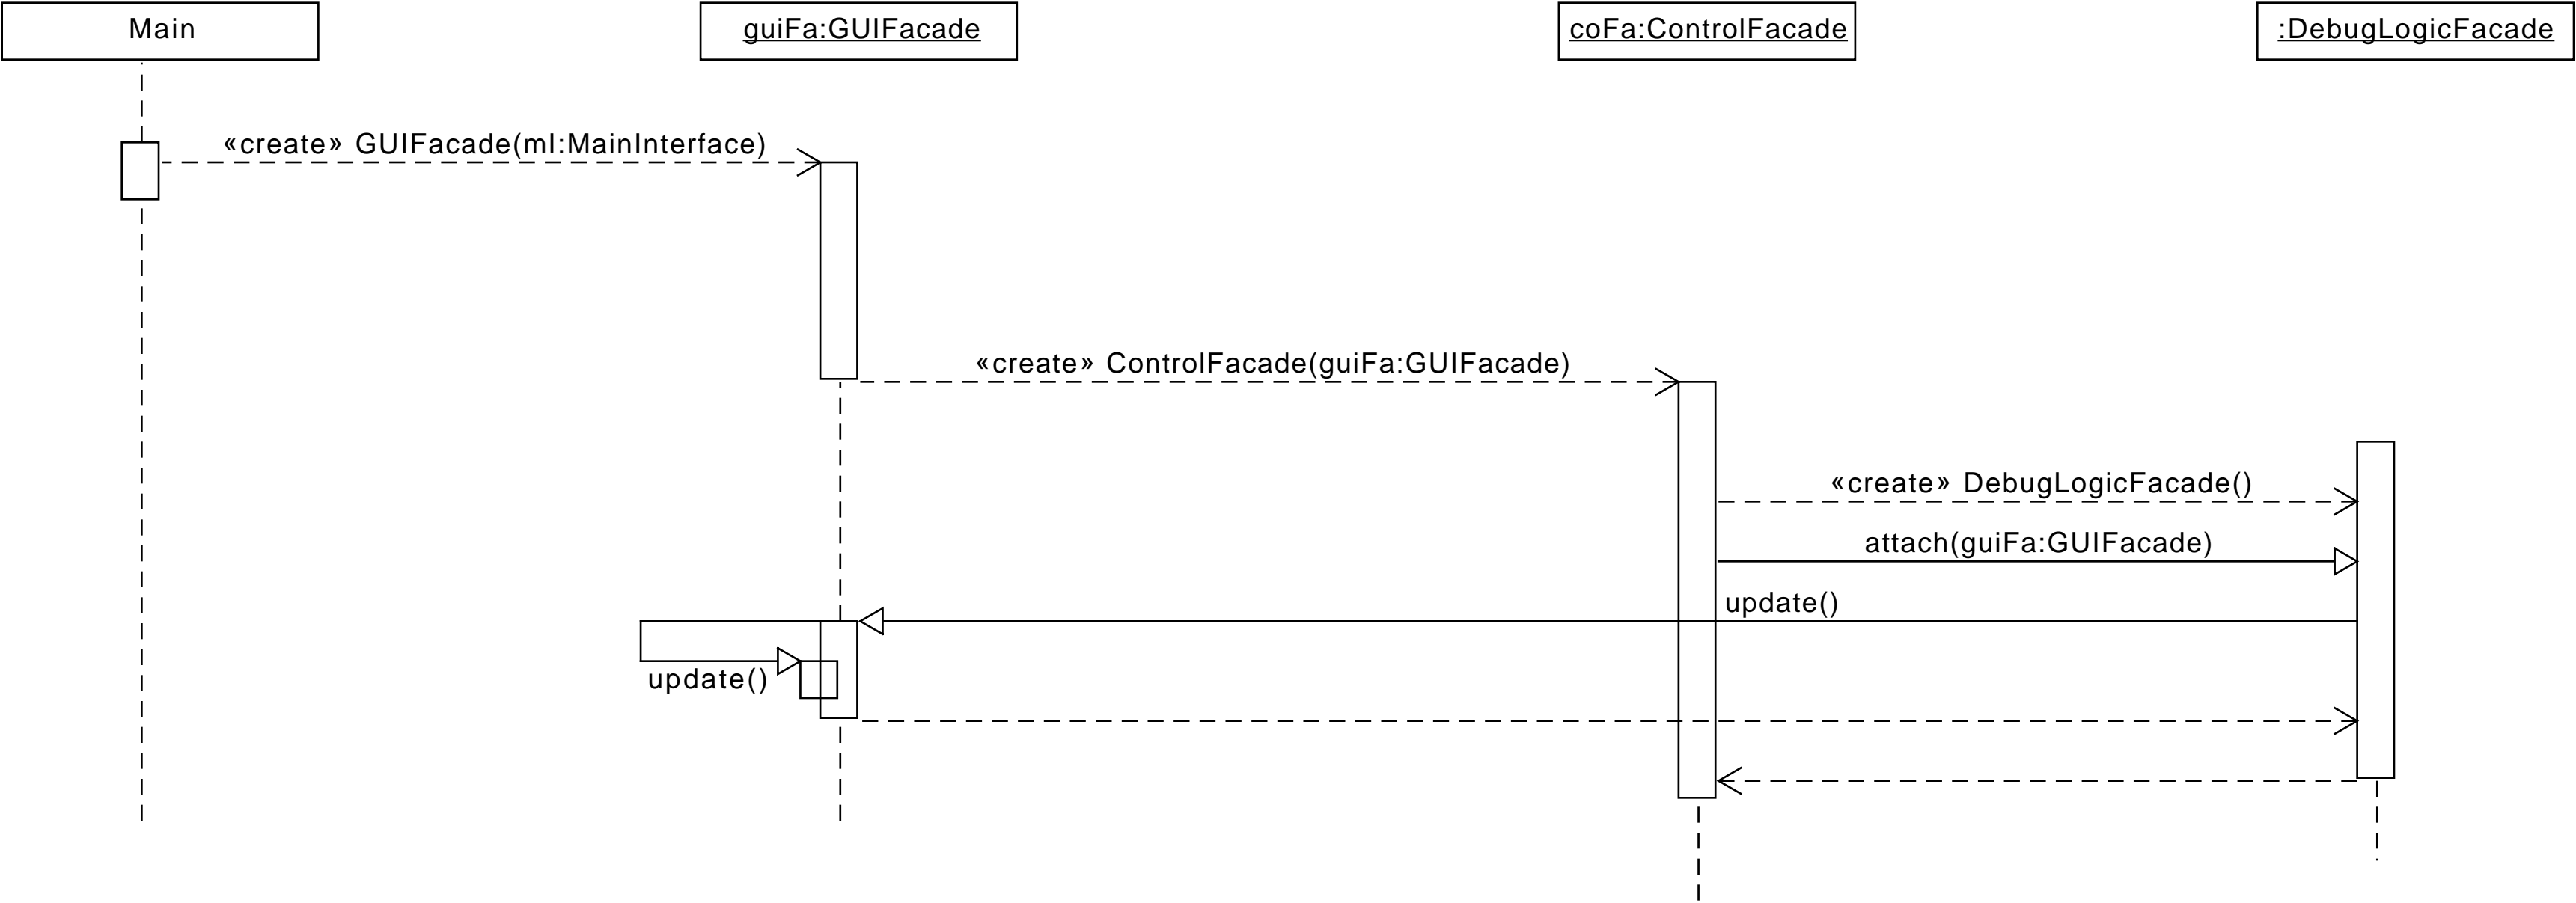 Main
guiFa:GUIFacade
coFa:ControlFacade
:DebugLogicFacade
«create» GUIFacade(mI:MainInterface)
«create» ControlFacade(guiFa:GUIFacade)
«create» DebugLogicFacade()
attach(guiFa:GUIFacade)
update()
update()